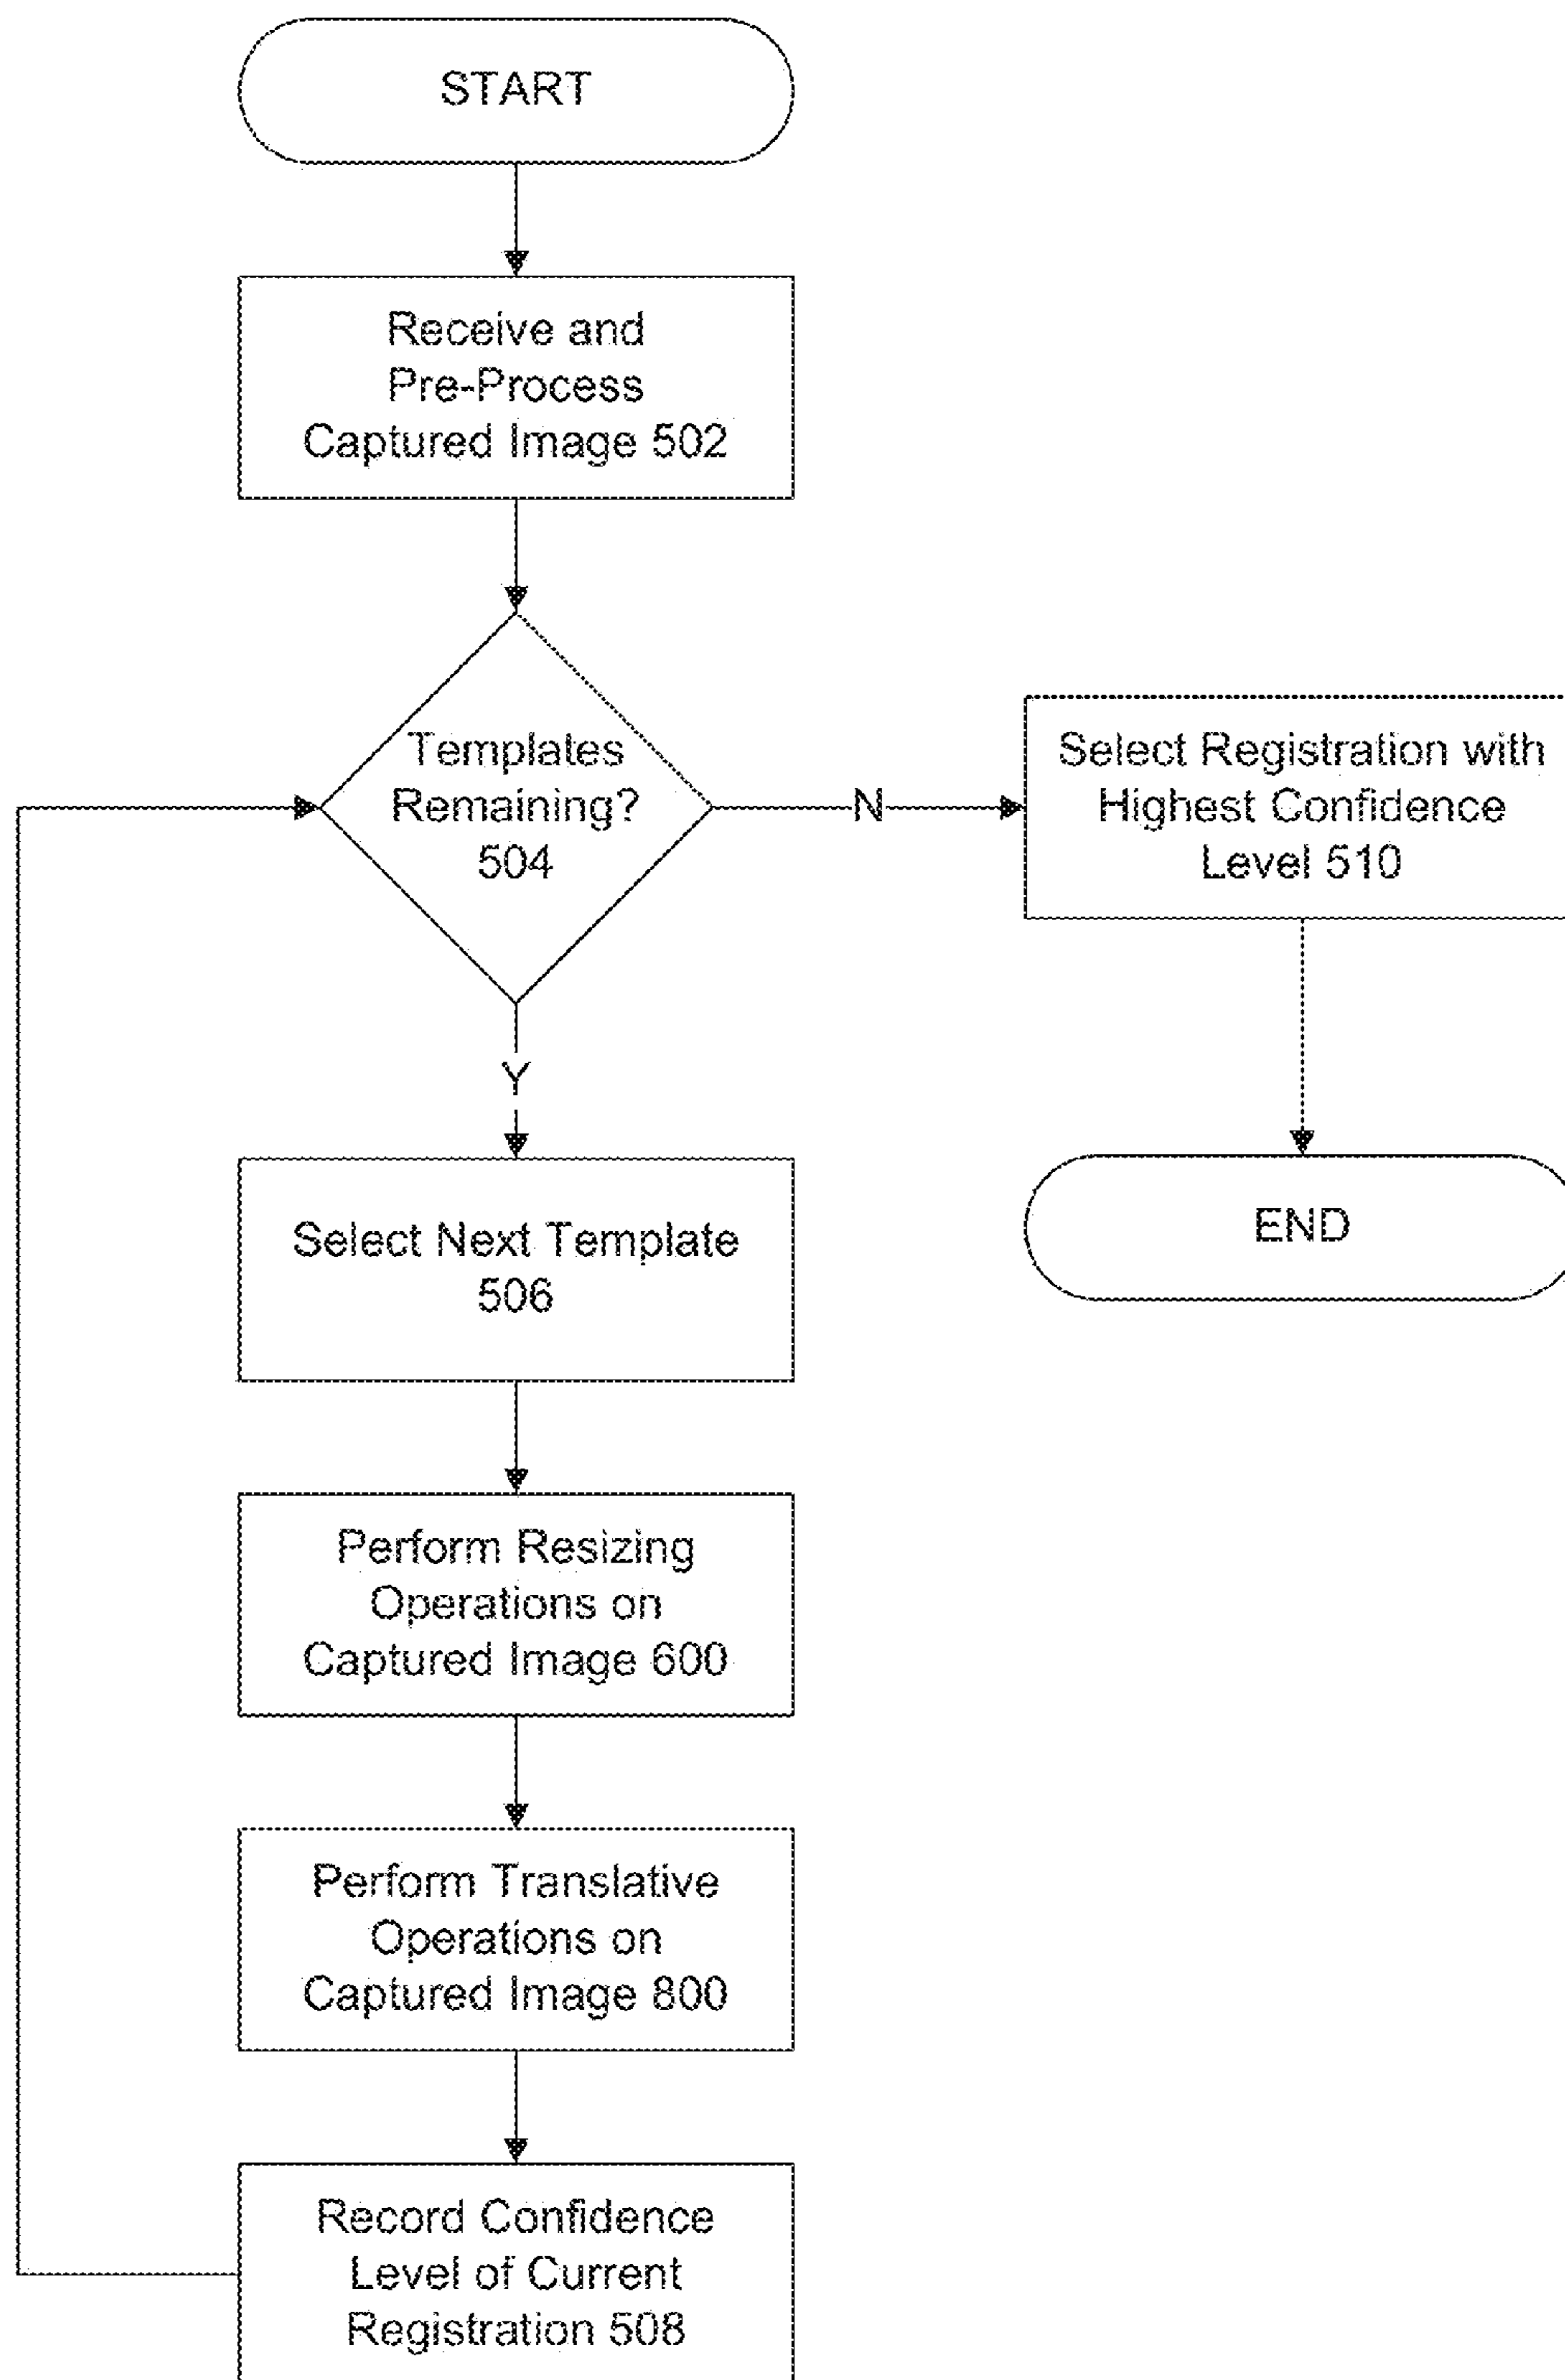 START
Receive and
Pre-Process
Captured Image 502
Templates
Remaining?
504
N
Select Registration with
Highest Confidence
Level 510
Y
END
Select Next Template
506
Perform Resizing
Operations on
Captured Image 600
Perform Translative
Operations on
Captured Image 800
Record Confidence
Level of Current
Registration 508